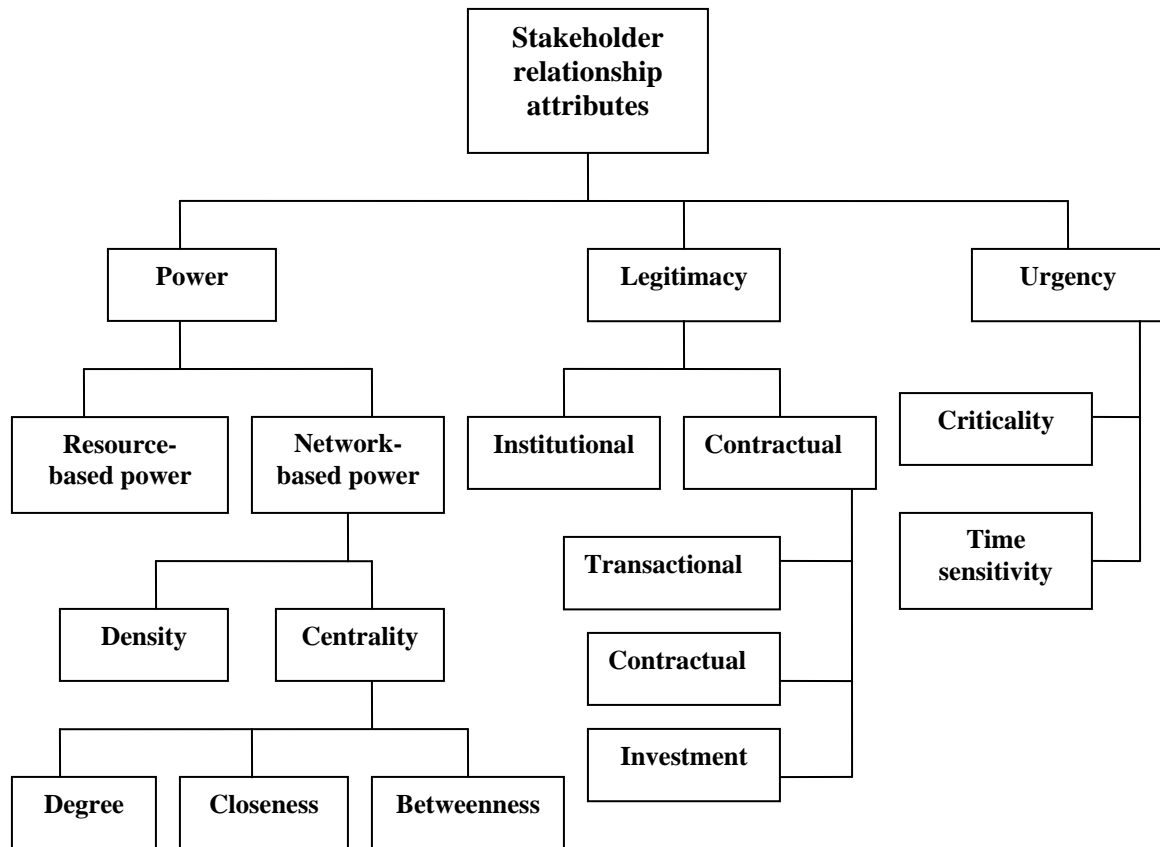 Stakeholder
relationship
attributes
Power
Legitimacy
Urgency
Resource-
based power
Network-
based power
Institutional
Contractual
Criticality
Transactional
Time
sensitivity
Density
Centrality
Contractual
Investment
Degree
Closeness
Betweenness